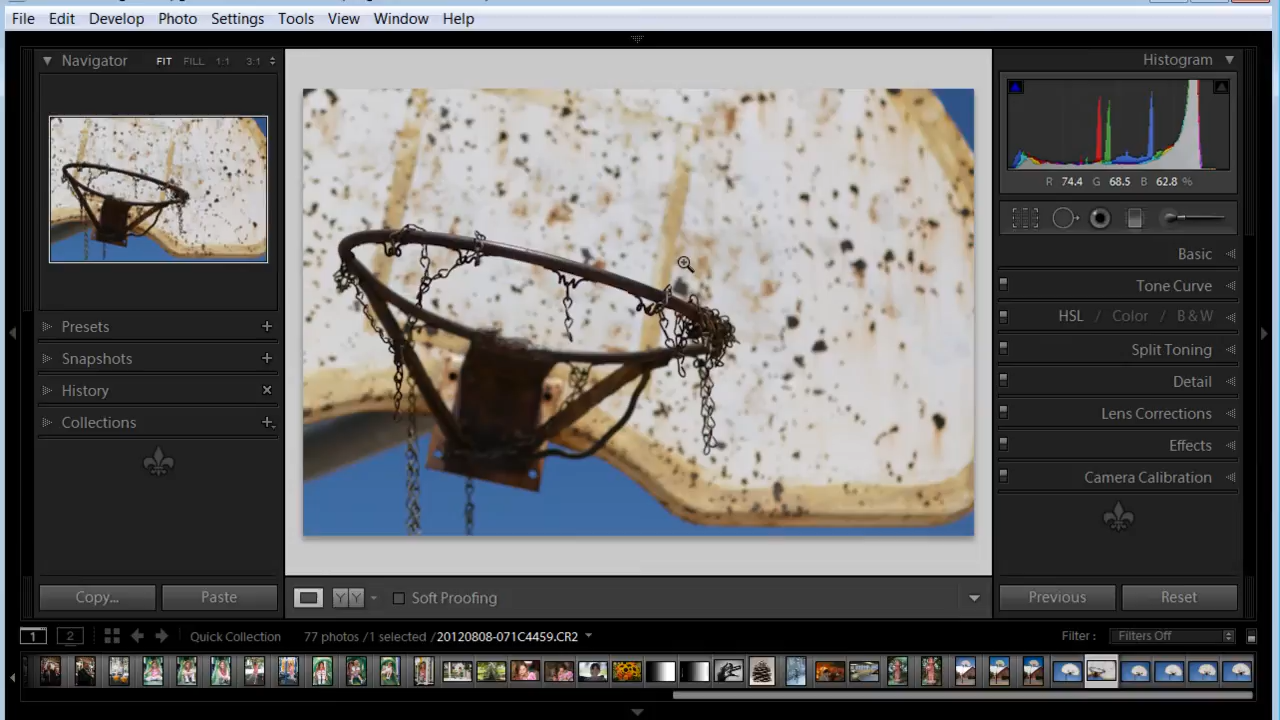 File Edit Develop Photo Settings Tools View Window Help
Navigator FIT FILL 1:1 3:1
Histogram
R 74.4 G 68.5 B 62.8 %
Basic
Tone Curve
HSL / Color / B & W
Split Toning
Detail
Lens Corrections
Effects
Camera Calibration
Presets
Snapshots
History
Collections
Copy... Paste
Y Y Soft Proofing
Previous Reset
1 2 Quick Collection 77 photos / 1 selected / 20120808-071C4459.CR2 Filter : Filters Off